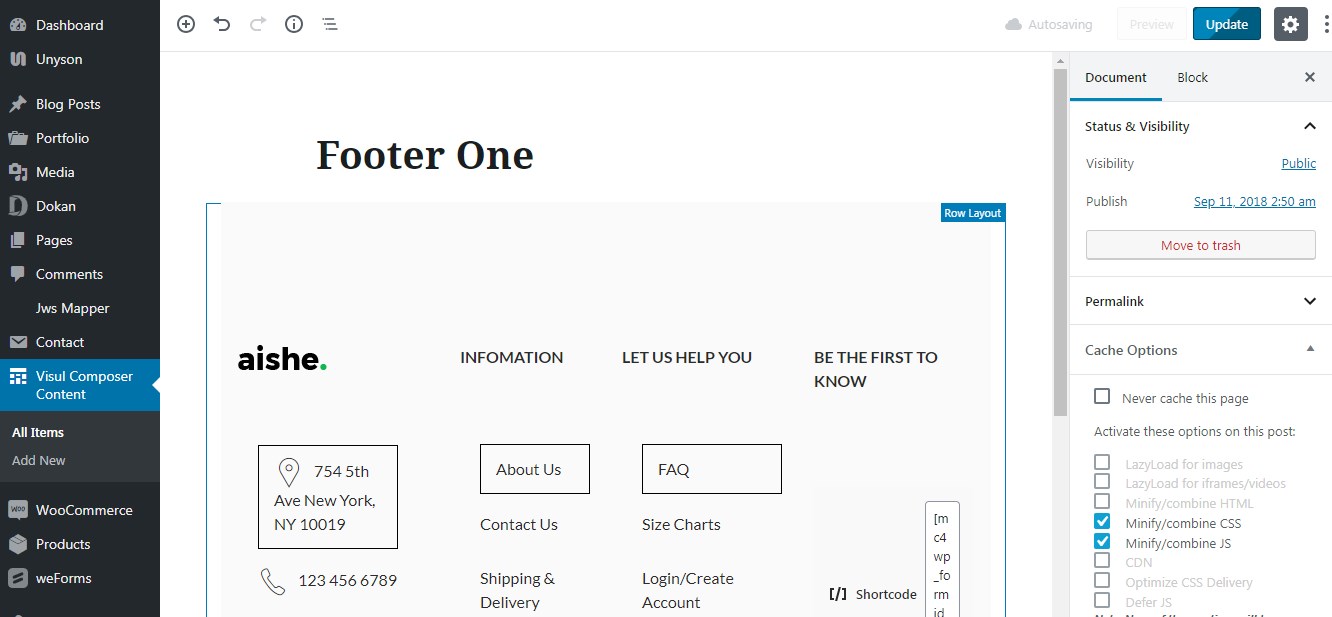 Dashboard
Unyson
Blog Posts
Portfolio
Media
Dokan
Pages
Comments
Jws Mapper
Contact
Visul Composer
Content
All Items
Add New
WooCommerce
Products
weForms
Autosaving
Preview
Update
Footer One
Row Layout
aishe.
INFOMATION
LET US HELP YOU
BE THE FIRST TO
KNOW
754 5th
Ave New York,
NY 10019
123 456 6789
About Us
Contact Us
Shipping &
Delivery
FAQ
Size Charts
Login/Create
Account
[/] Shortcode
[m
c4
wp
_fo
rm
id
Document
Block
Status & Visibility
Visibility
Public
Publish
Sep 11, 2018 2:50 am
Move to trash
Permalink
Cache Options
Never cache this page
Activate these options on this post:
LazyLoad for images
LazyLoad for iframes/videos
Minify/combine HTML
Minify/combine CSS
Minify/combine JS
CDN
Optimize CSS Delivery
Defer JS